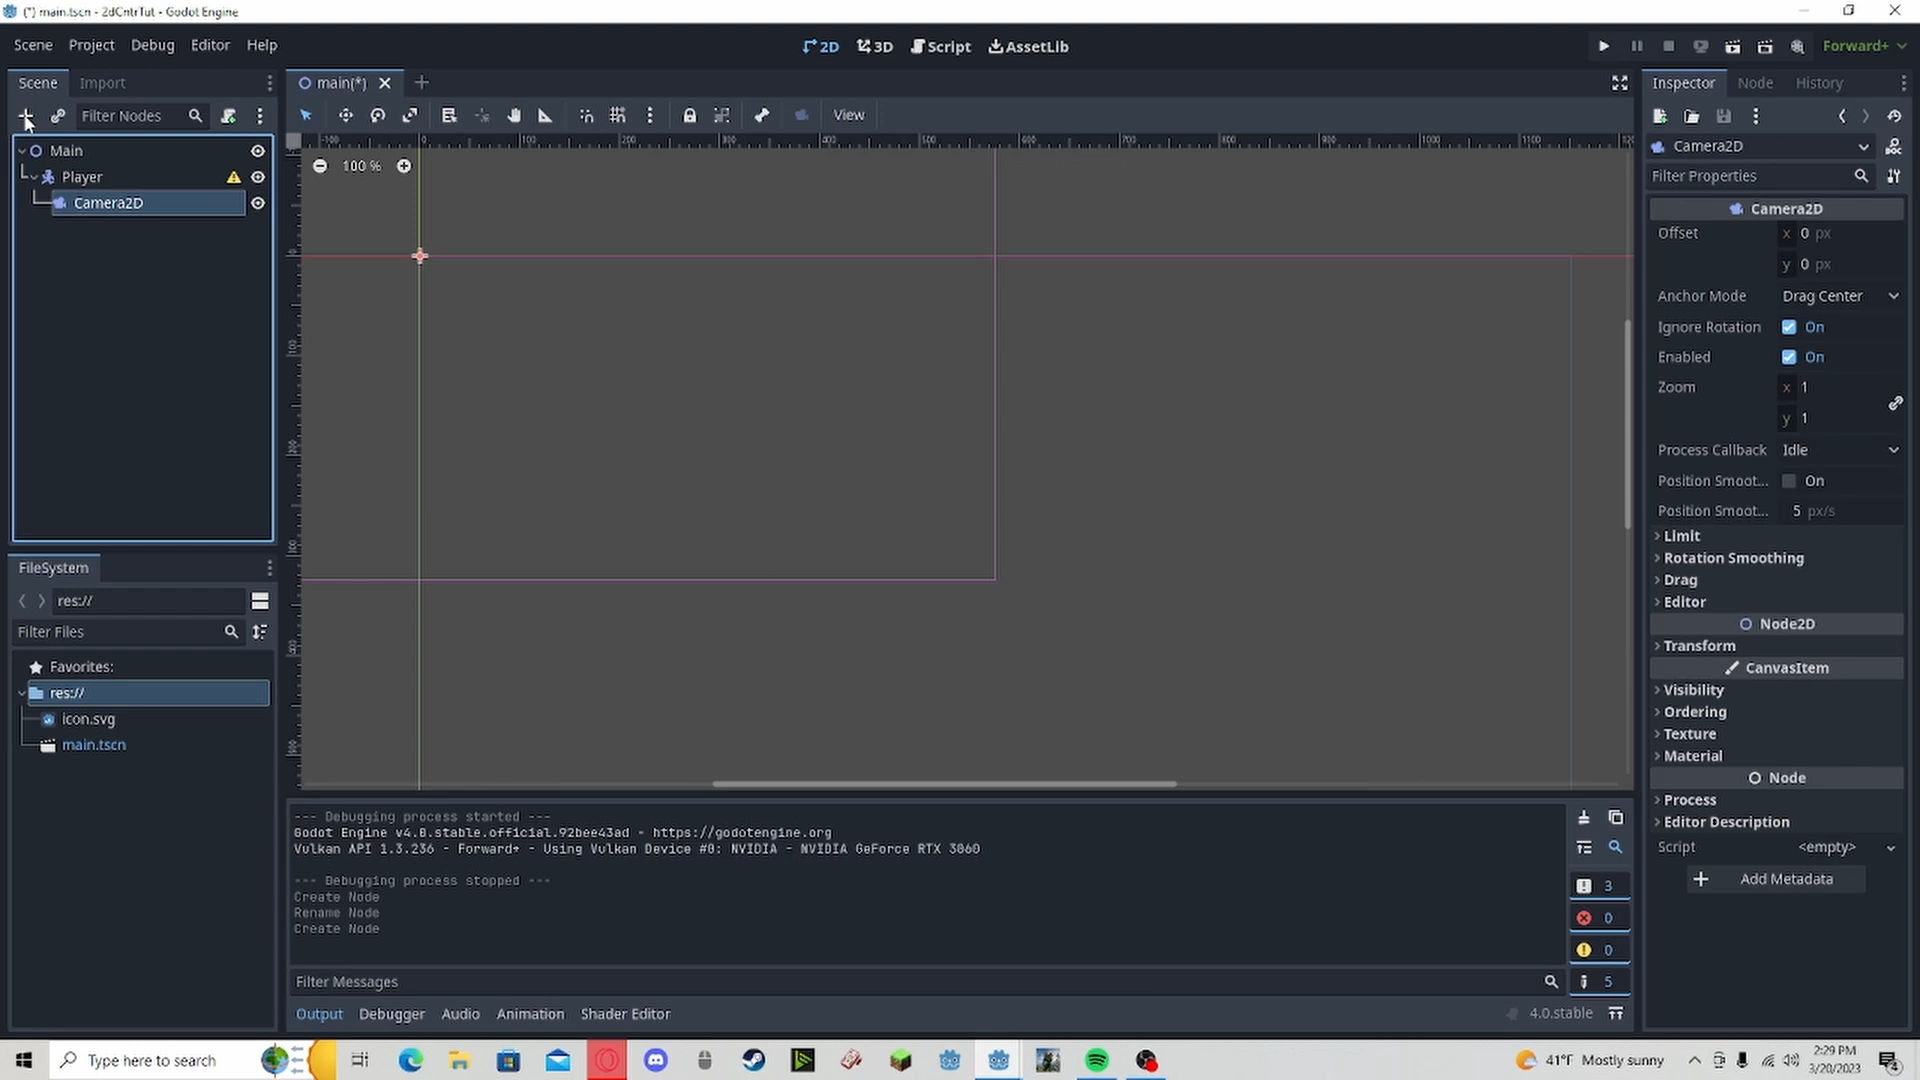 (*) main.tscn - 2dCntrTut - Godot Engine
Scene Project Debug Editor Help
2D 3D Script AssetLib
Forward+
Scene Import
main(*)
Inspector Node History
Filter Nodes
View
Main
Player
Camera2D
100 %
Camera2D
Filter Properties
Camera2D
Offset x 0 px
y 0 px
Anchor Mode Drag Center
Ignore Rotation On
Enabled On
Zoom x 1
y 1
Process Callback Idle
Position Smoot... On
Position Smoot... 5 px/s
Limit
Rotation Smoothing
Drag
Editor
Node2D
Transform
CanvasItem
Visibility
Ordering
Texture
Material
Node
Process
Editor Description
Script <empty>
Add Metadata
FileSystem
res://
Filter Files
Favorites:
res://
icon.svg
main.tscn
--- Debugging process started ---
Godot Engine v4.0.stable.official.92bee43ad - https://godotengine.org
Vulkan API 1.3.236 - Forward+ - Using Vulkan Device #0: NVIDIA - NVIDIA GeForce RTX 3060
--- Debugging process stopped ---
Create Node
Rename Node
Create Node
3
0
0
5
Filter Messages
Output Debugger Audio Animation Shader Editor
4.0.stable
Type here to search
41°F Mostly sunny
2:29 PM
3/20/2023
4